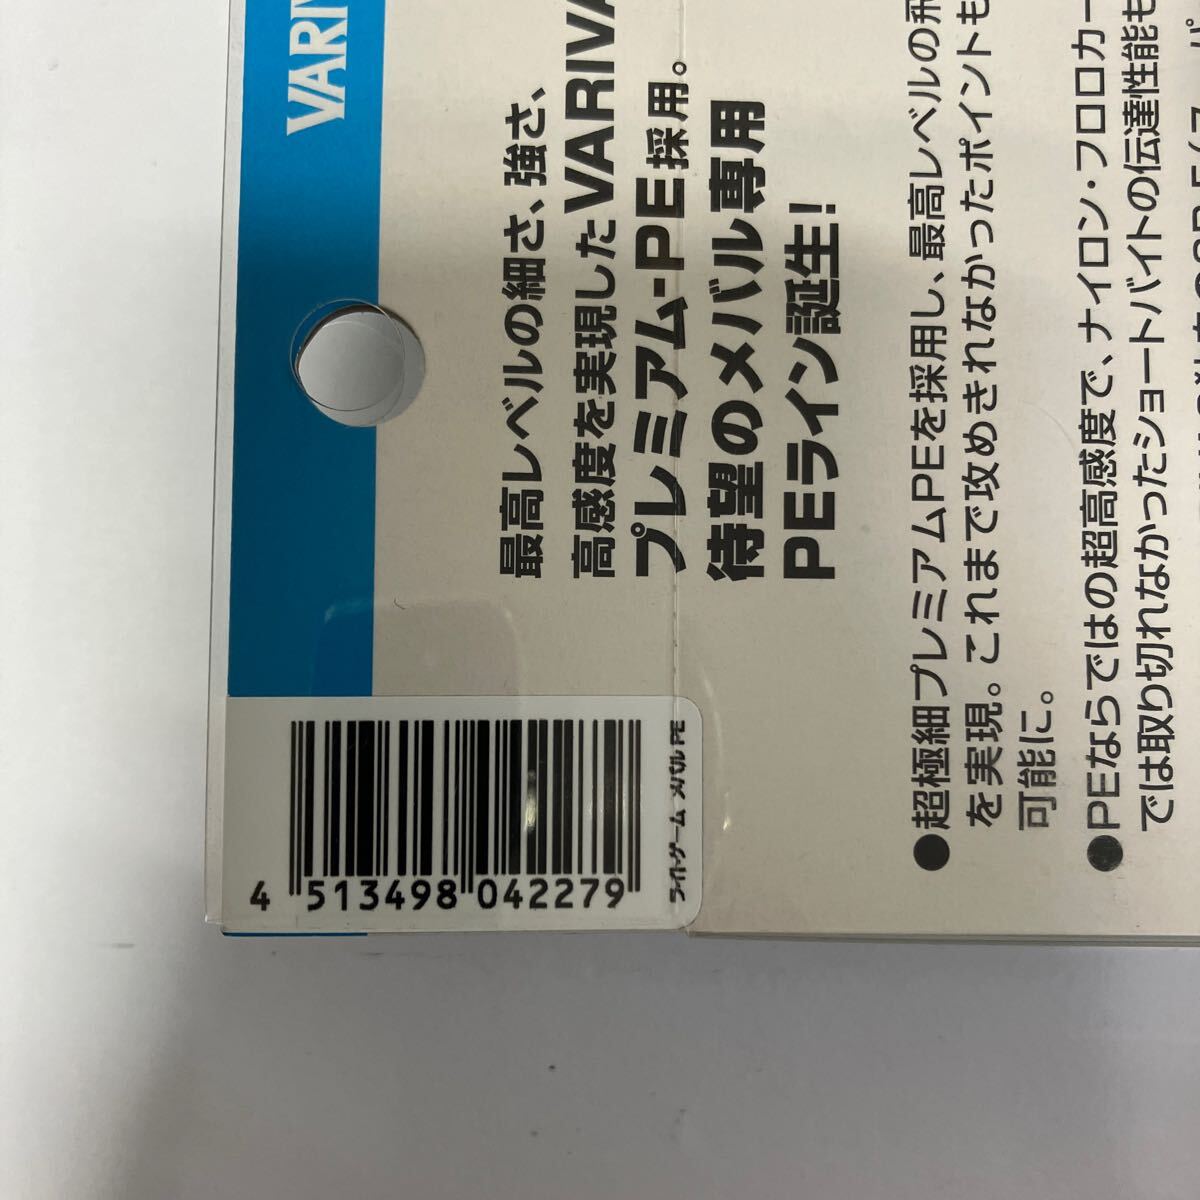 VARIV
最高レベルの細さ、強さ、
高感度を実現したVARIVA
プレミアム-PE採用。
待望のメバル専用
PEライン誕生!
●超極細プレミアムPEを採用し、最高レベルの飛
を実現。これまで攻めきれなかったポイントも
可能に。
●PEならではの超高感度で、ナイロン・フロロカー
では取り切れなかったショートバイトの伝達性能も
ライトゲーム メバル PE
4 513498 042279